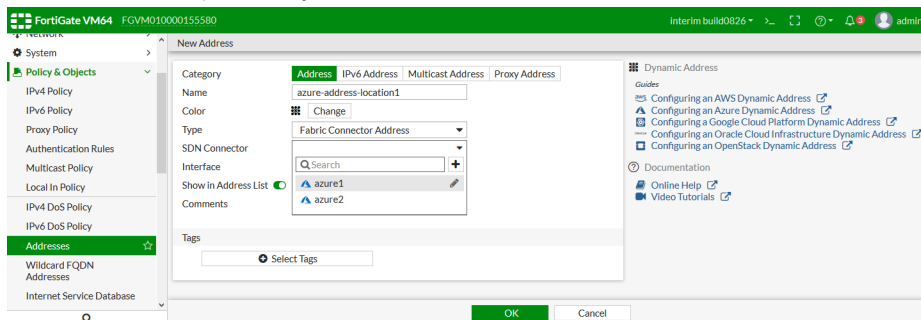 FortiGate VM64 FGVM010000155580
interim build0826
3
admin
Network
System
Policy & Objects
IPv4 Policy
IPv6 Policy
Proxy Policy
Authentication Rules
Multicast Policy
Local In Policy
IPv4 DoS Policy
IPv6 DoS Policy
Addresses
Wildcard FQDN
Addresses
Internet Service Database
New Address
Category
Address IPv6 Address Multicast Address Proxy Address
Name
azure-address-location1
Color
Change
Type
Fabric Connector Address
SDN Connector
Interface
Search
Show in Address List
azure1
Comments
azure2
Tags
Select Tags
OK
Cancel
Dynamic Address
Guides
aws Configuring an AWS Dynamic Address
Configuring an Azure Dynamic Address
Configuring a Google Cloud Platform Dynamic Address
Configuring an Oracle Cloud Infrastructure Dynamic Address
Configuring an OpenStack Dynamic Address
Documentation
Online Help
Video Tutorials